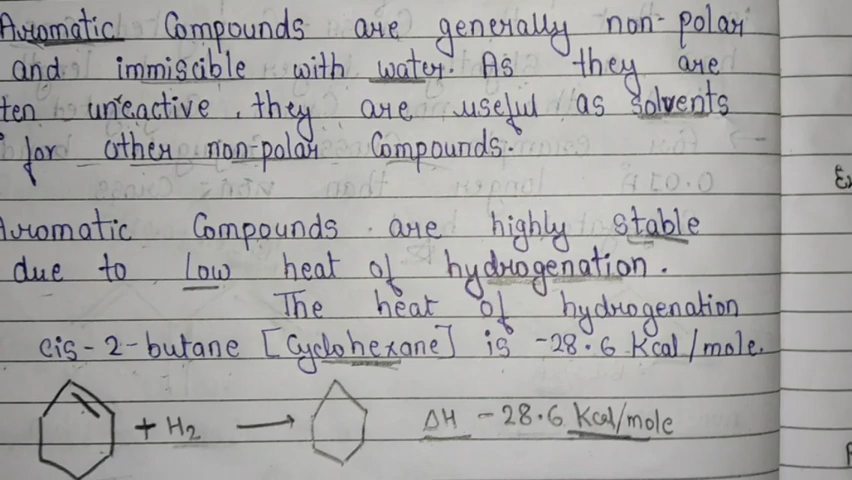 Aromatic Compounds are generally non-polar
and immiscible with water. As they are
ten unreactive, they are useful as solvents
for other non-polar Compounds.
Aromatic Compounds are highly stable
due to Low heat of hydrogenation.
The heat of hydrogenation
cis-2-butane [Cyclohexane] is -28.6 Kcal/mole.
+ H₂ → ΔH -28.6 Kcal/mole